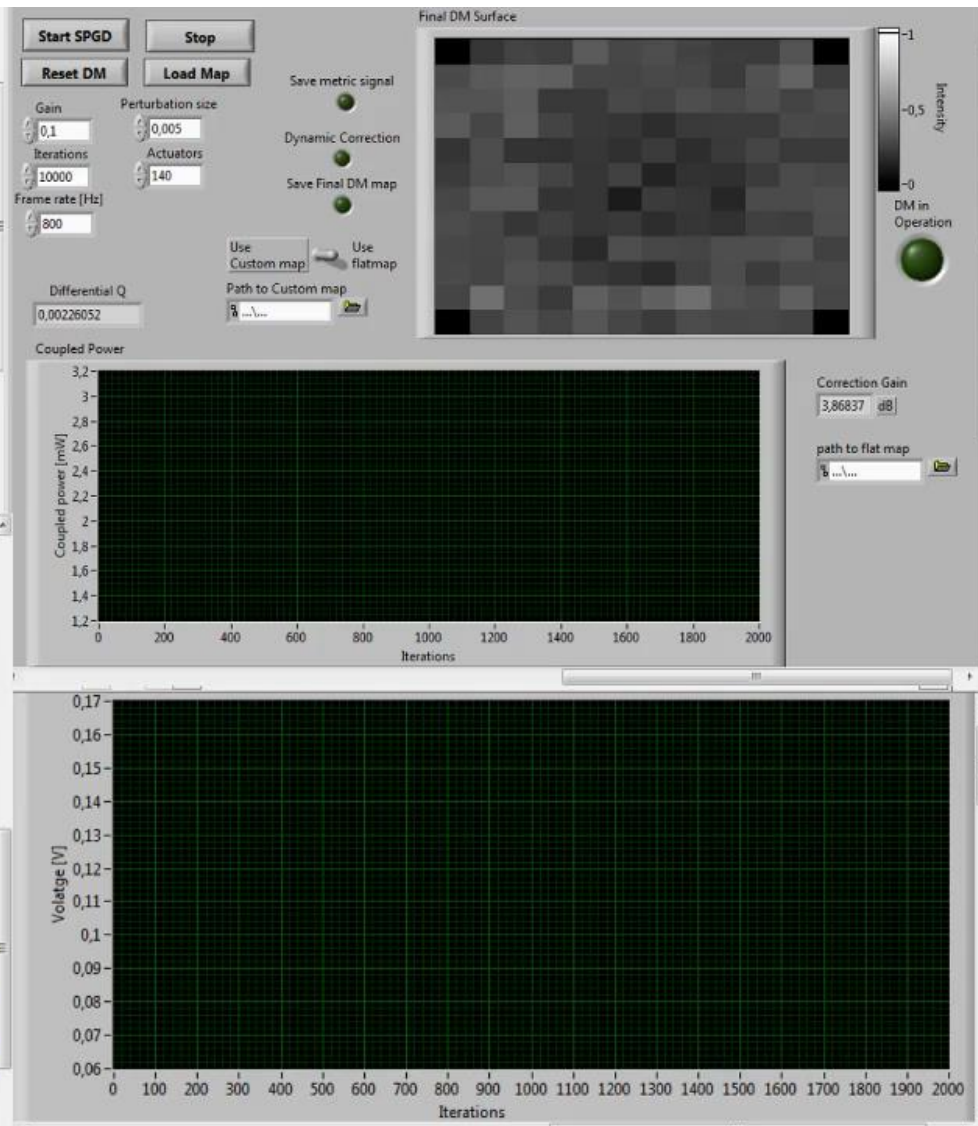 Final DM Surface
Start SPGD
Stop
Reset DM
Load Map
Save metric signal
Gain
0,1
Perturbation size
0,005
Dynamic Correction
Iterations
10000
Actuators
140
Save Final DM map
Frame rate [Hz]
800
-1
-0,5
-0
Intensity
DM in
Operation
Use
Custom map
Use
flatmap
Differential Q
0,00226052
Path to Custom map
...\...
Coupled Power
3,2
3
2,8
2,6
2,4
2,2
2
1,8
1,6
1,4
1,2
Coupled power [mW]
0 200 400 600 800 1000 1200 1400 1600 1800 2000
Iterations
Correction Gain
3,86837 dB
path to flat map
...\...
0,17
0,16
0,15
0,14
0,13
0,12
0,11
0,1
0,09
0,08
0,07
0,06
Volatge [V]
0 100 200 300 400 500 600 700 800 900 1000 1100 1200 1300 1400 1500 1600 1700 1800 1900 2000
Iterations